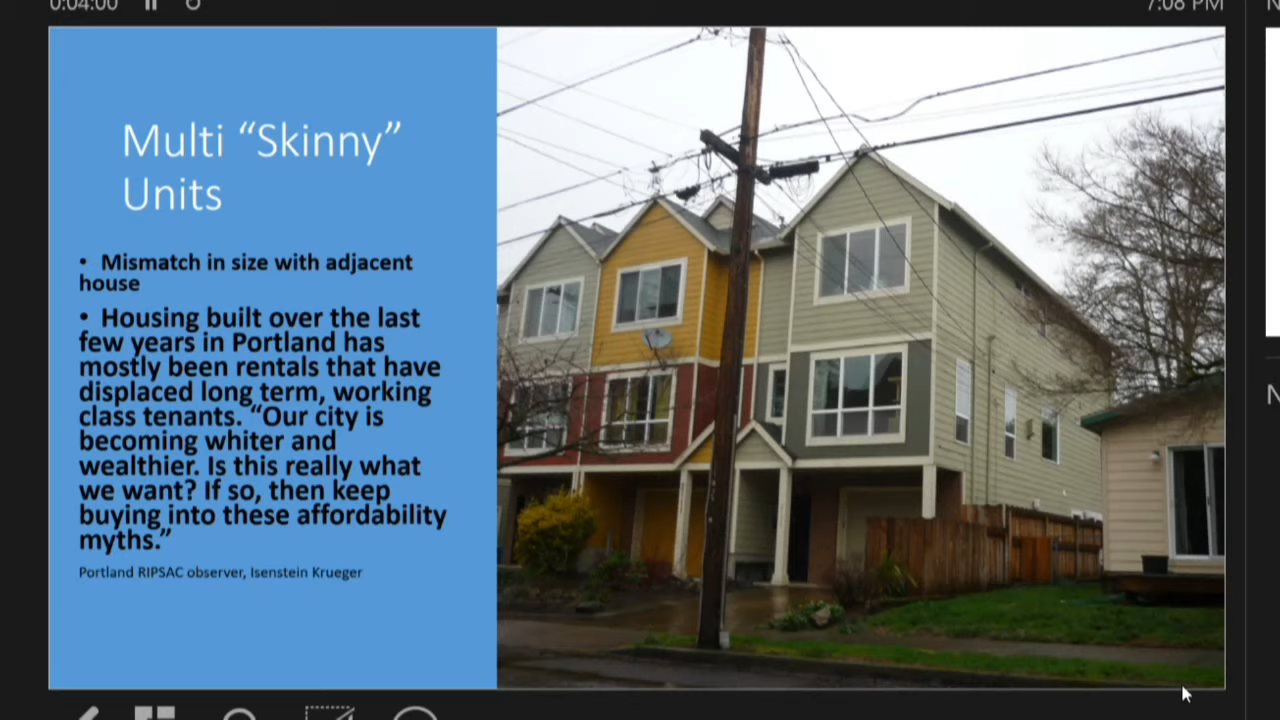 0:04:00
7:08 PM
Multi “Skinny”
Units
• Mismatch in size with adjacent
house
• Housing built over the last
few years in Portland has
mostly been rentals that have
displaced long term, working
class tenants. “Our city is
becoming whiter and
wealthier. Is this really what
we want? If so, then keep
buying into these affordability
myths.”
Portland RIPSAC observer, Isenstein Krueger